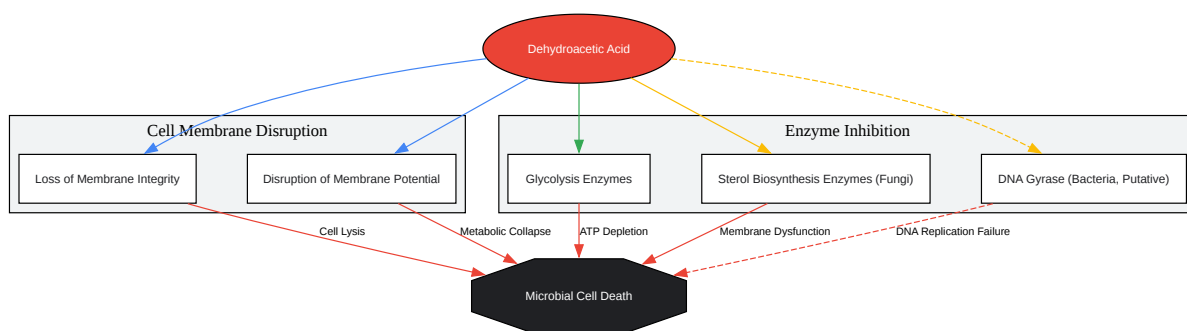 Dehydroacetic Acid
Cell Membrane Disruption
Enzyme Inhibition
Loss of Membrane Integrity
Disruption of Membrane Potential
Glycolysis Enzymes
Sterol Biosynthesis Enzymes (Fungi)
DNA Gyrase (Bacteria, Putative)
Cell Lysis
Metabolic Collapse
ATP Depletion
Membrane Dysfunction
DNA Replication Failure
Microbial Cell Death